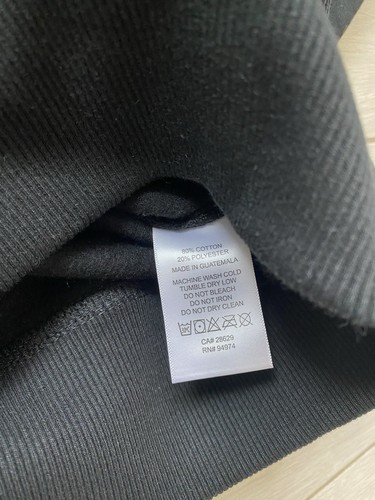 80% COTTON
20% POLYESTER
MADE IN GUATEMALA
MACHINE WASH COLD
TUMBLE DRY LOW
DO NOT BLEACH
DO NOT IRON
DO NOT DRY CLEAN
CA# 28629
RN# 94974